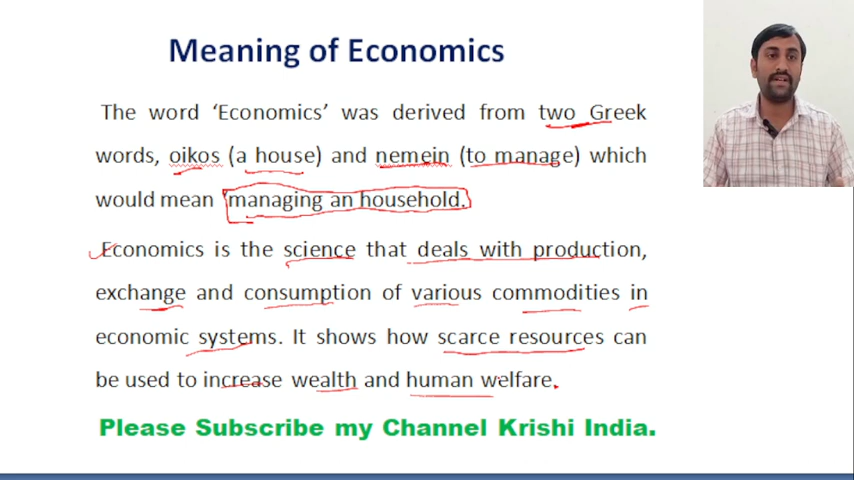 Meaning of Economics
The word ‘Economics’ was derived from two Greek
words, oikos (a house) and nemein (to manage) which
would mean ‘managing an household.
Economics is the science that deals with production,
exchange and consumption of various commodities in
economic systems. It shows how scarce resources can
be used to increase wealth and human welfare.
Please Subscribe my Channel Krishi India.